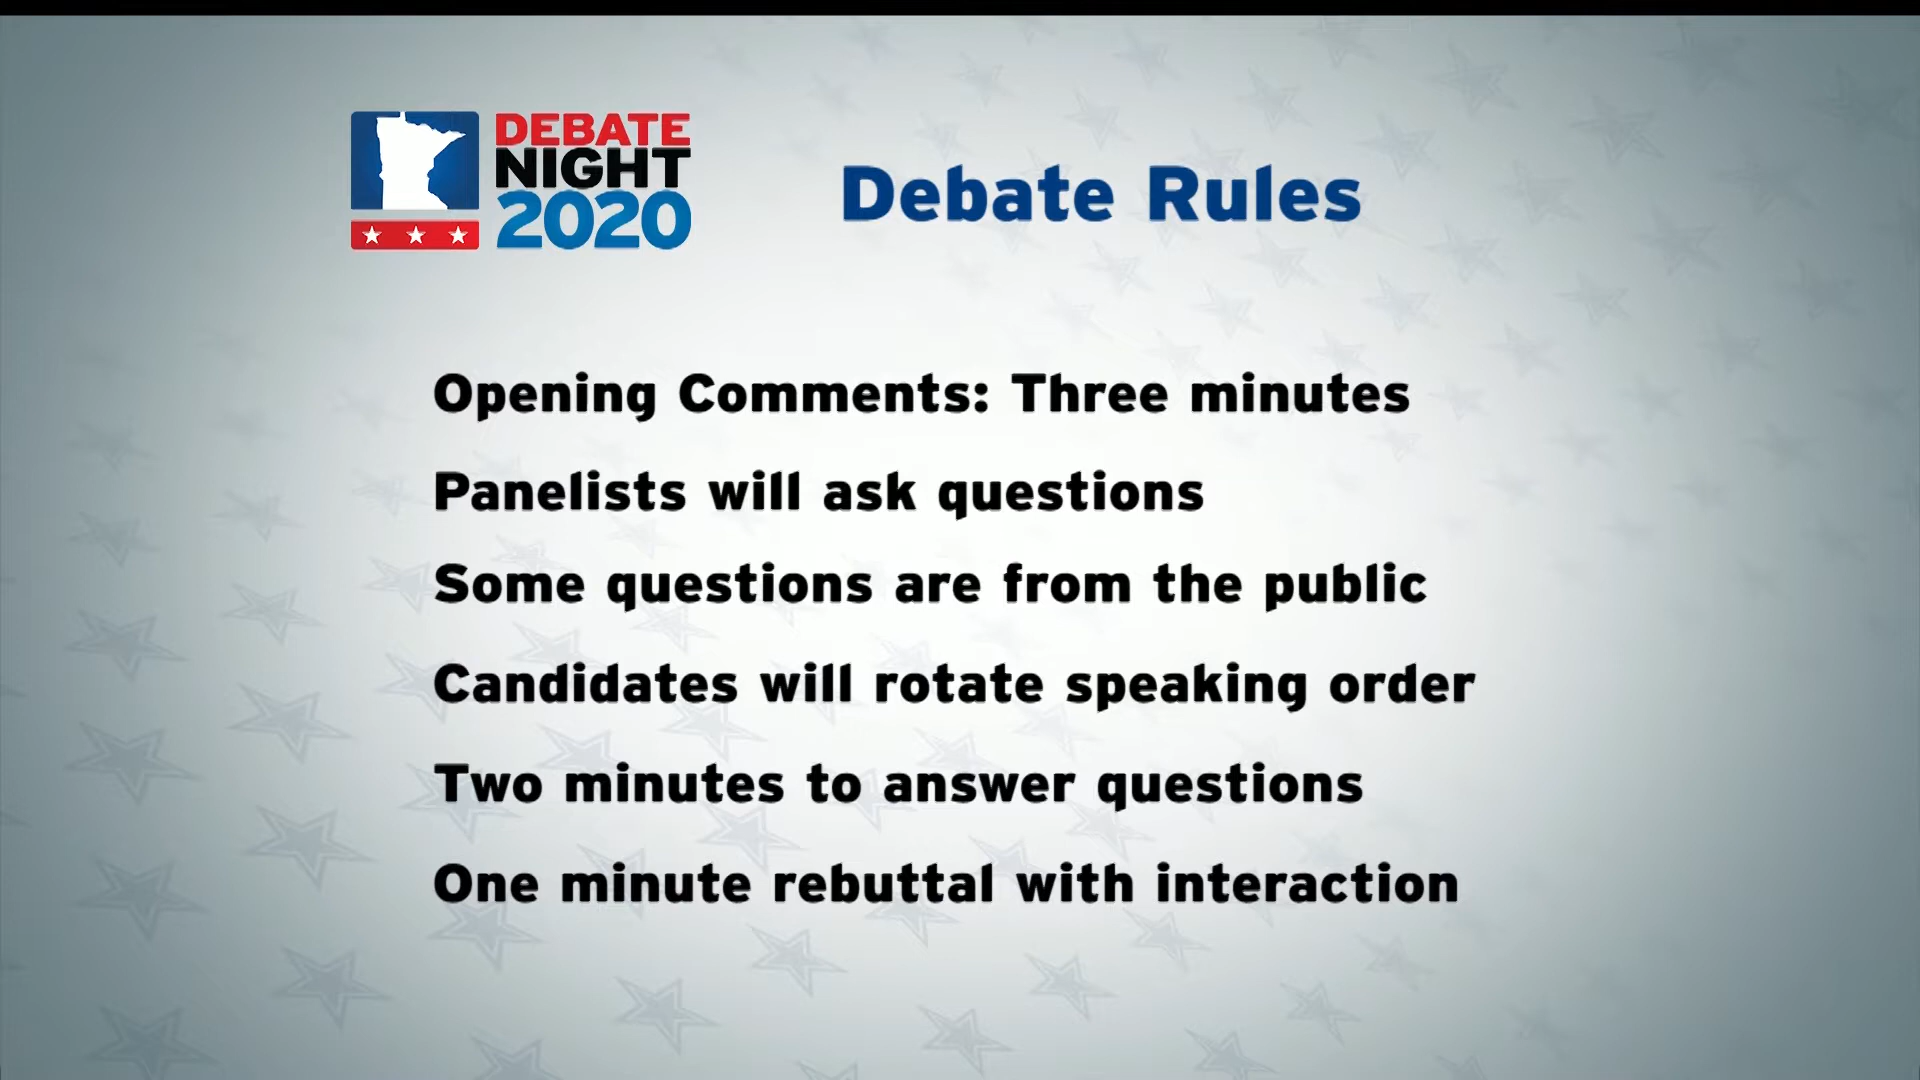 DEBATE
NIGHT
2020
Debate Rules
Opening Comments: Three minutes
Panelists will ask questions
Some questions are from the public
Candidates will rotate speaking order
Two minutes to answer questions
One minute rebuttal with interaction